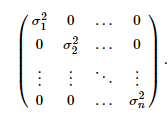 σ₁² 0 … 0
0 σ₂² … 0
⋮ ⋮ ⋱ ⋮
0 0 … σₙ² .